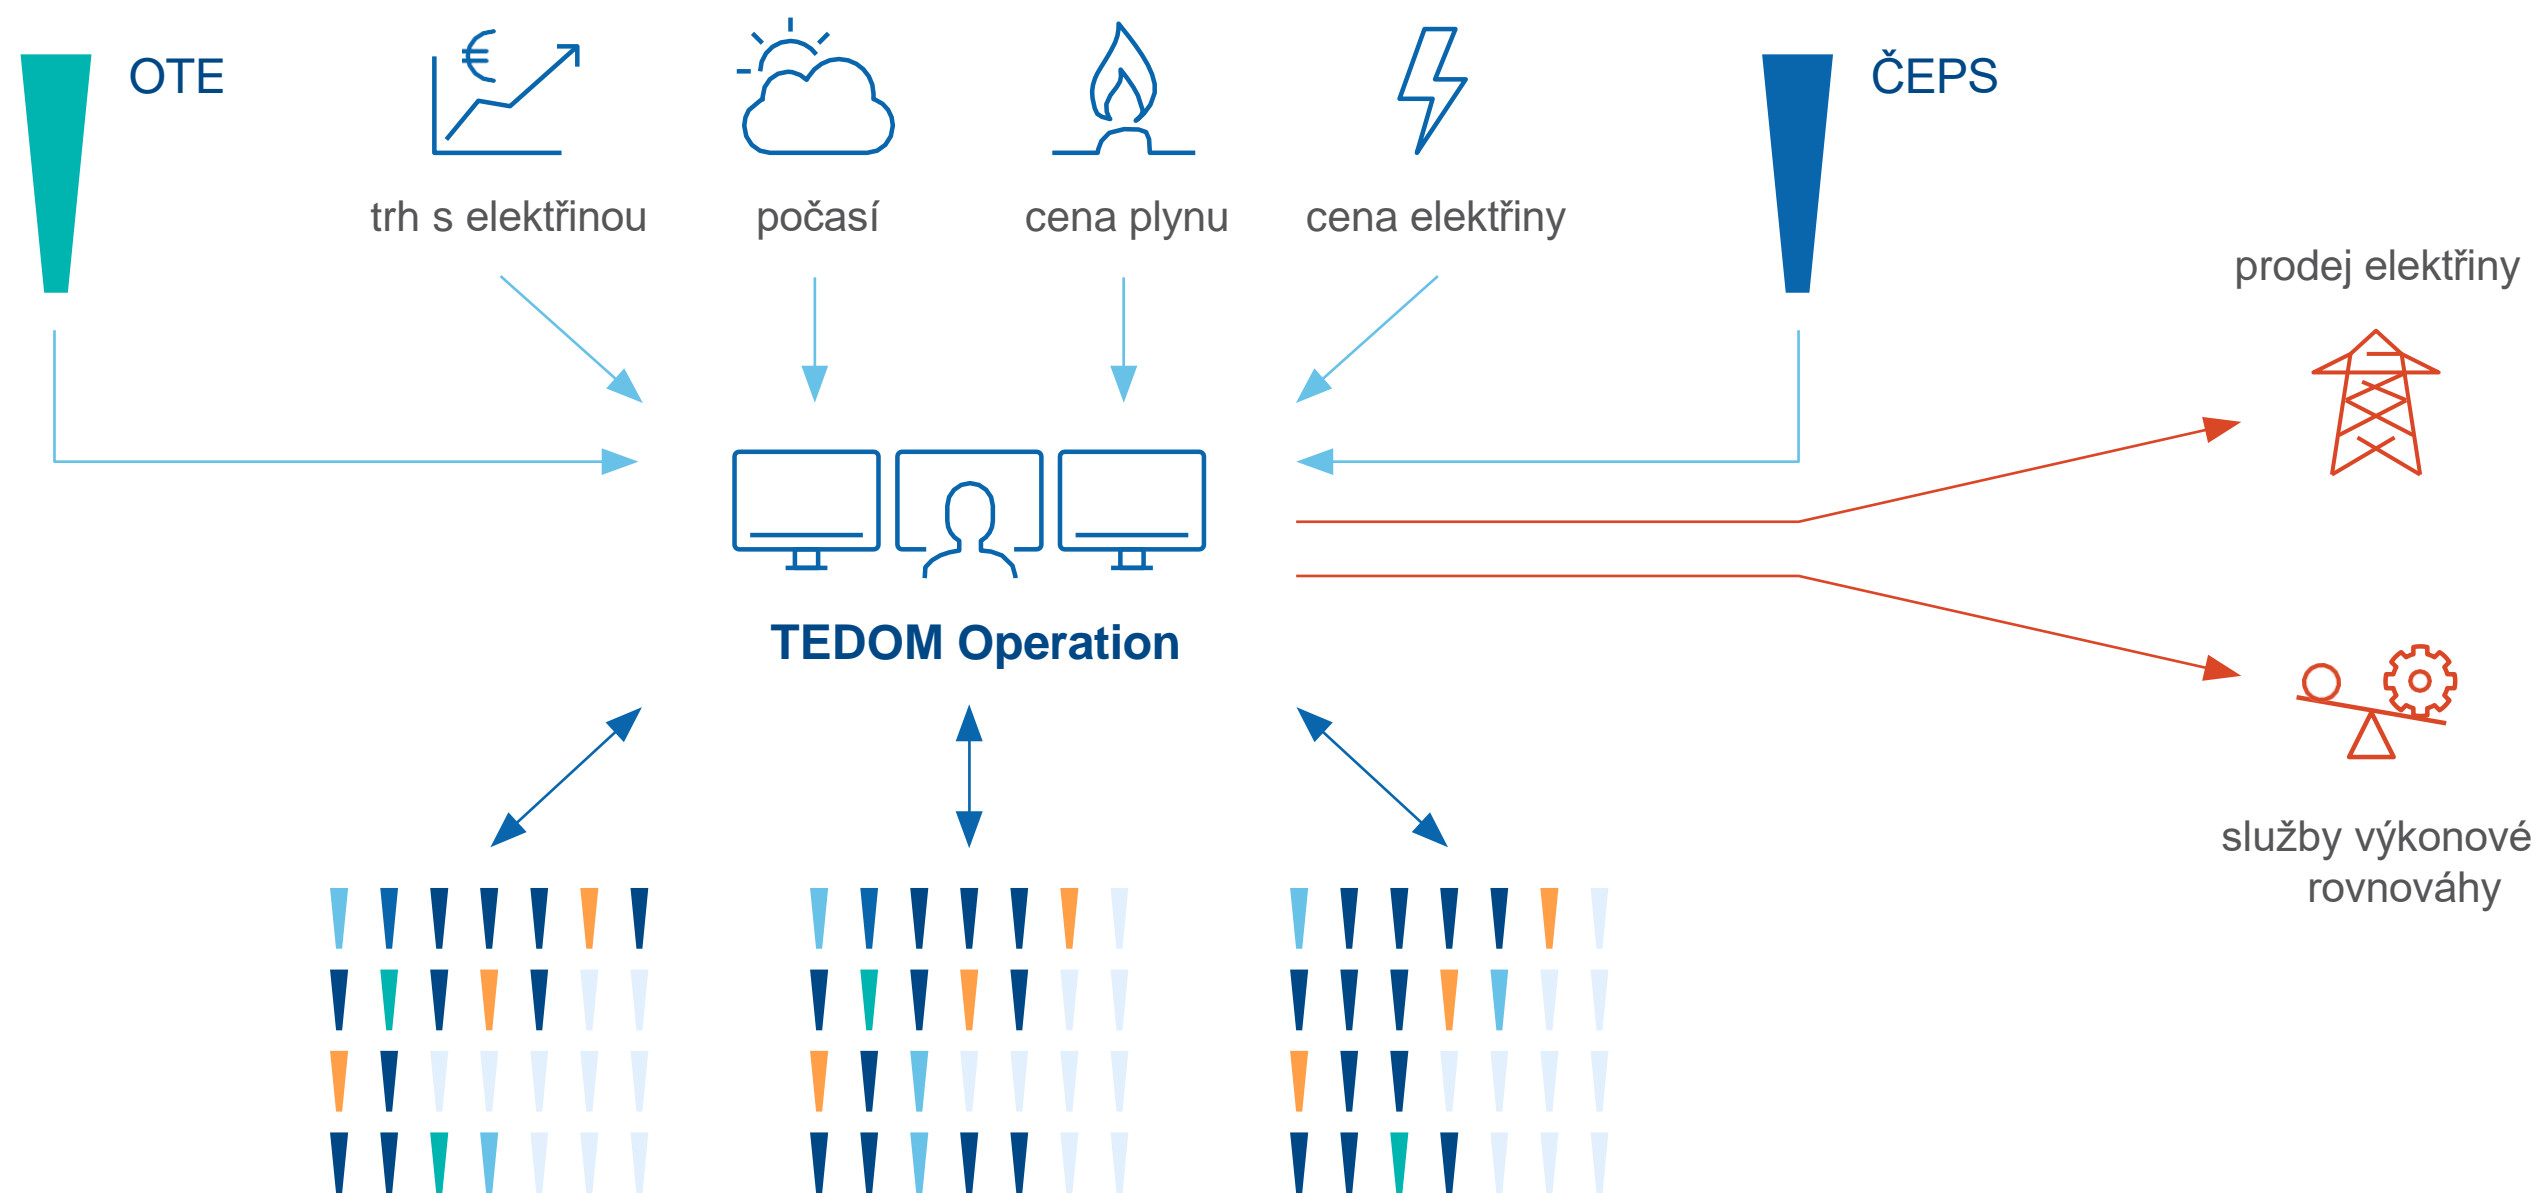 OTE
ČEPS
trh s elektřinou
počasí
cena plynu
cena elektřiny
prodej elektřiny
TEDOM Operation
služby výkonové
rovnováhy